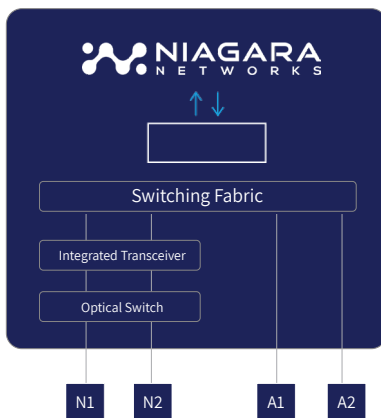 NIAGARA
NETWORKS
Switching Fabric
Integrated Transceiver
Optical Switch
N1 N2 A1 A2